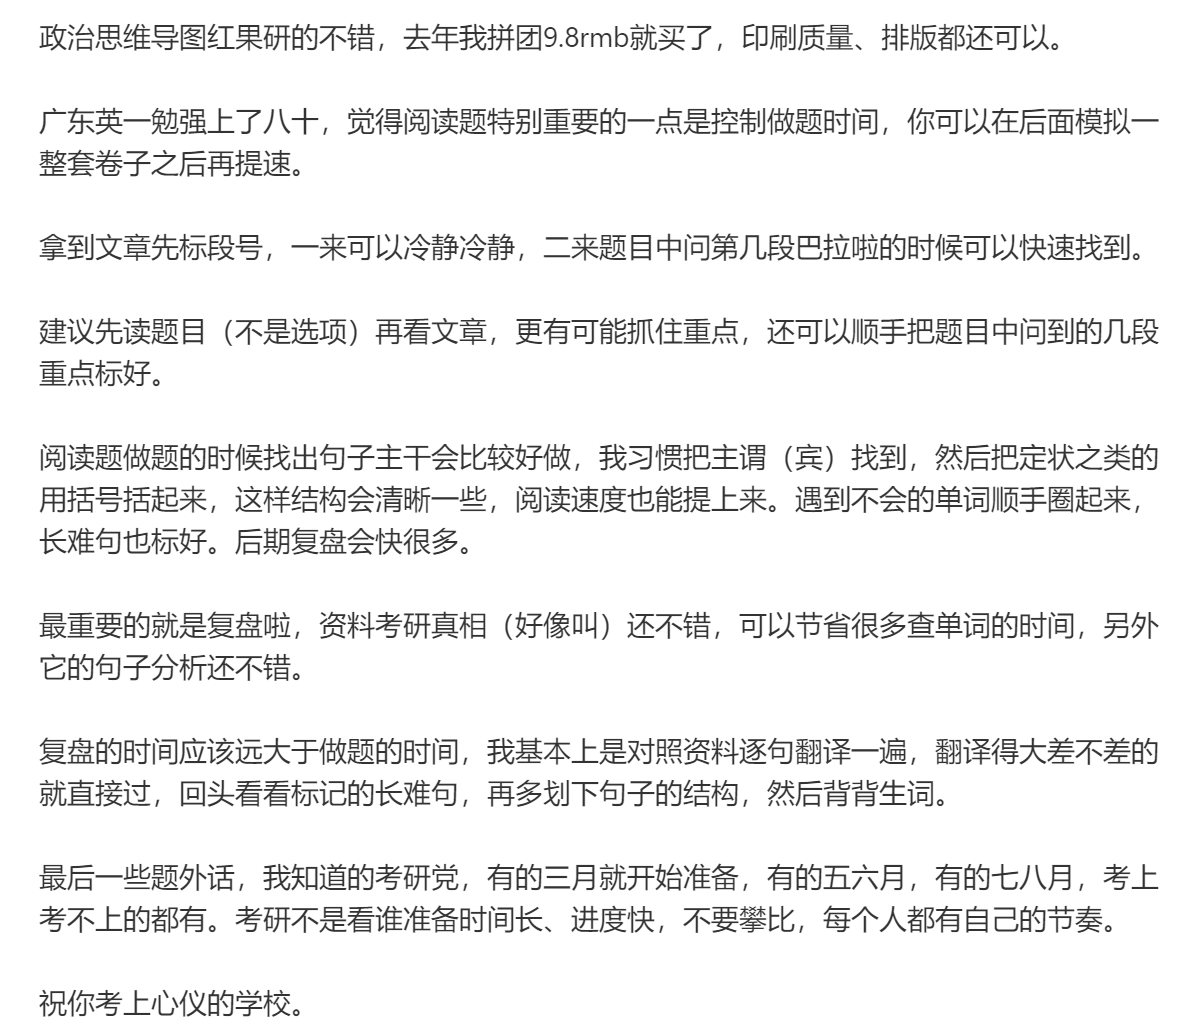 政治思维导图红果研的不错，去年我拼团9.8rmb就买了，印刷质量、排版都还可以。
广东英一勉强上了八十，觉得阅读题特别重要的一点是控制做题时间，你可以在后面模拟一
整套卷子之后再提速。
拿到文章先标段号，一来可以冷静冷静，二来题目中问第几段巴拉啦的时候可以快速找到。
建议先读题目（不是选项）再看文章，更有可能抓住重点，还可以顺手把题目中问到的几段
重点标好。
阅读题做题的时候找出句子主干会比较好做，我习惯把主谓（宾）找到，然后把定状之类的
用括号括起来，这样结构会清晰一些，阅读速度也能提上来。遇到不会的单词顺手圈起来，
长难句也标好。后期复盘会快很多。
最重要的就是复盘啦，资料考研真相（好像叫）还不错，可以节省很多查单词的时间，另外
它的句子分析还不错。
复盘的时间应该远大于做题的时间，我基本上是对照资料逐句翻译一遍，翻译得大差不差的
就直接过，回头看看标记的长难句，再多划下句子的结构，然后背背生词。
最后一些题外话，我知道的考研党，有的三月就开始准备，有的五六月，有的七八月，考上
考不上的都有。考研不是看谁准备时间长、进度快，不要攀比，每个人都有自己的节奏。
祝你考上心仪的学校。